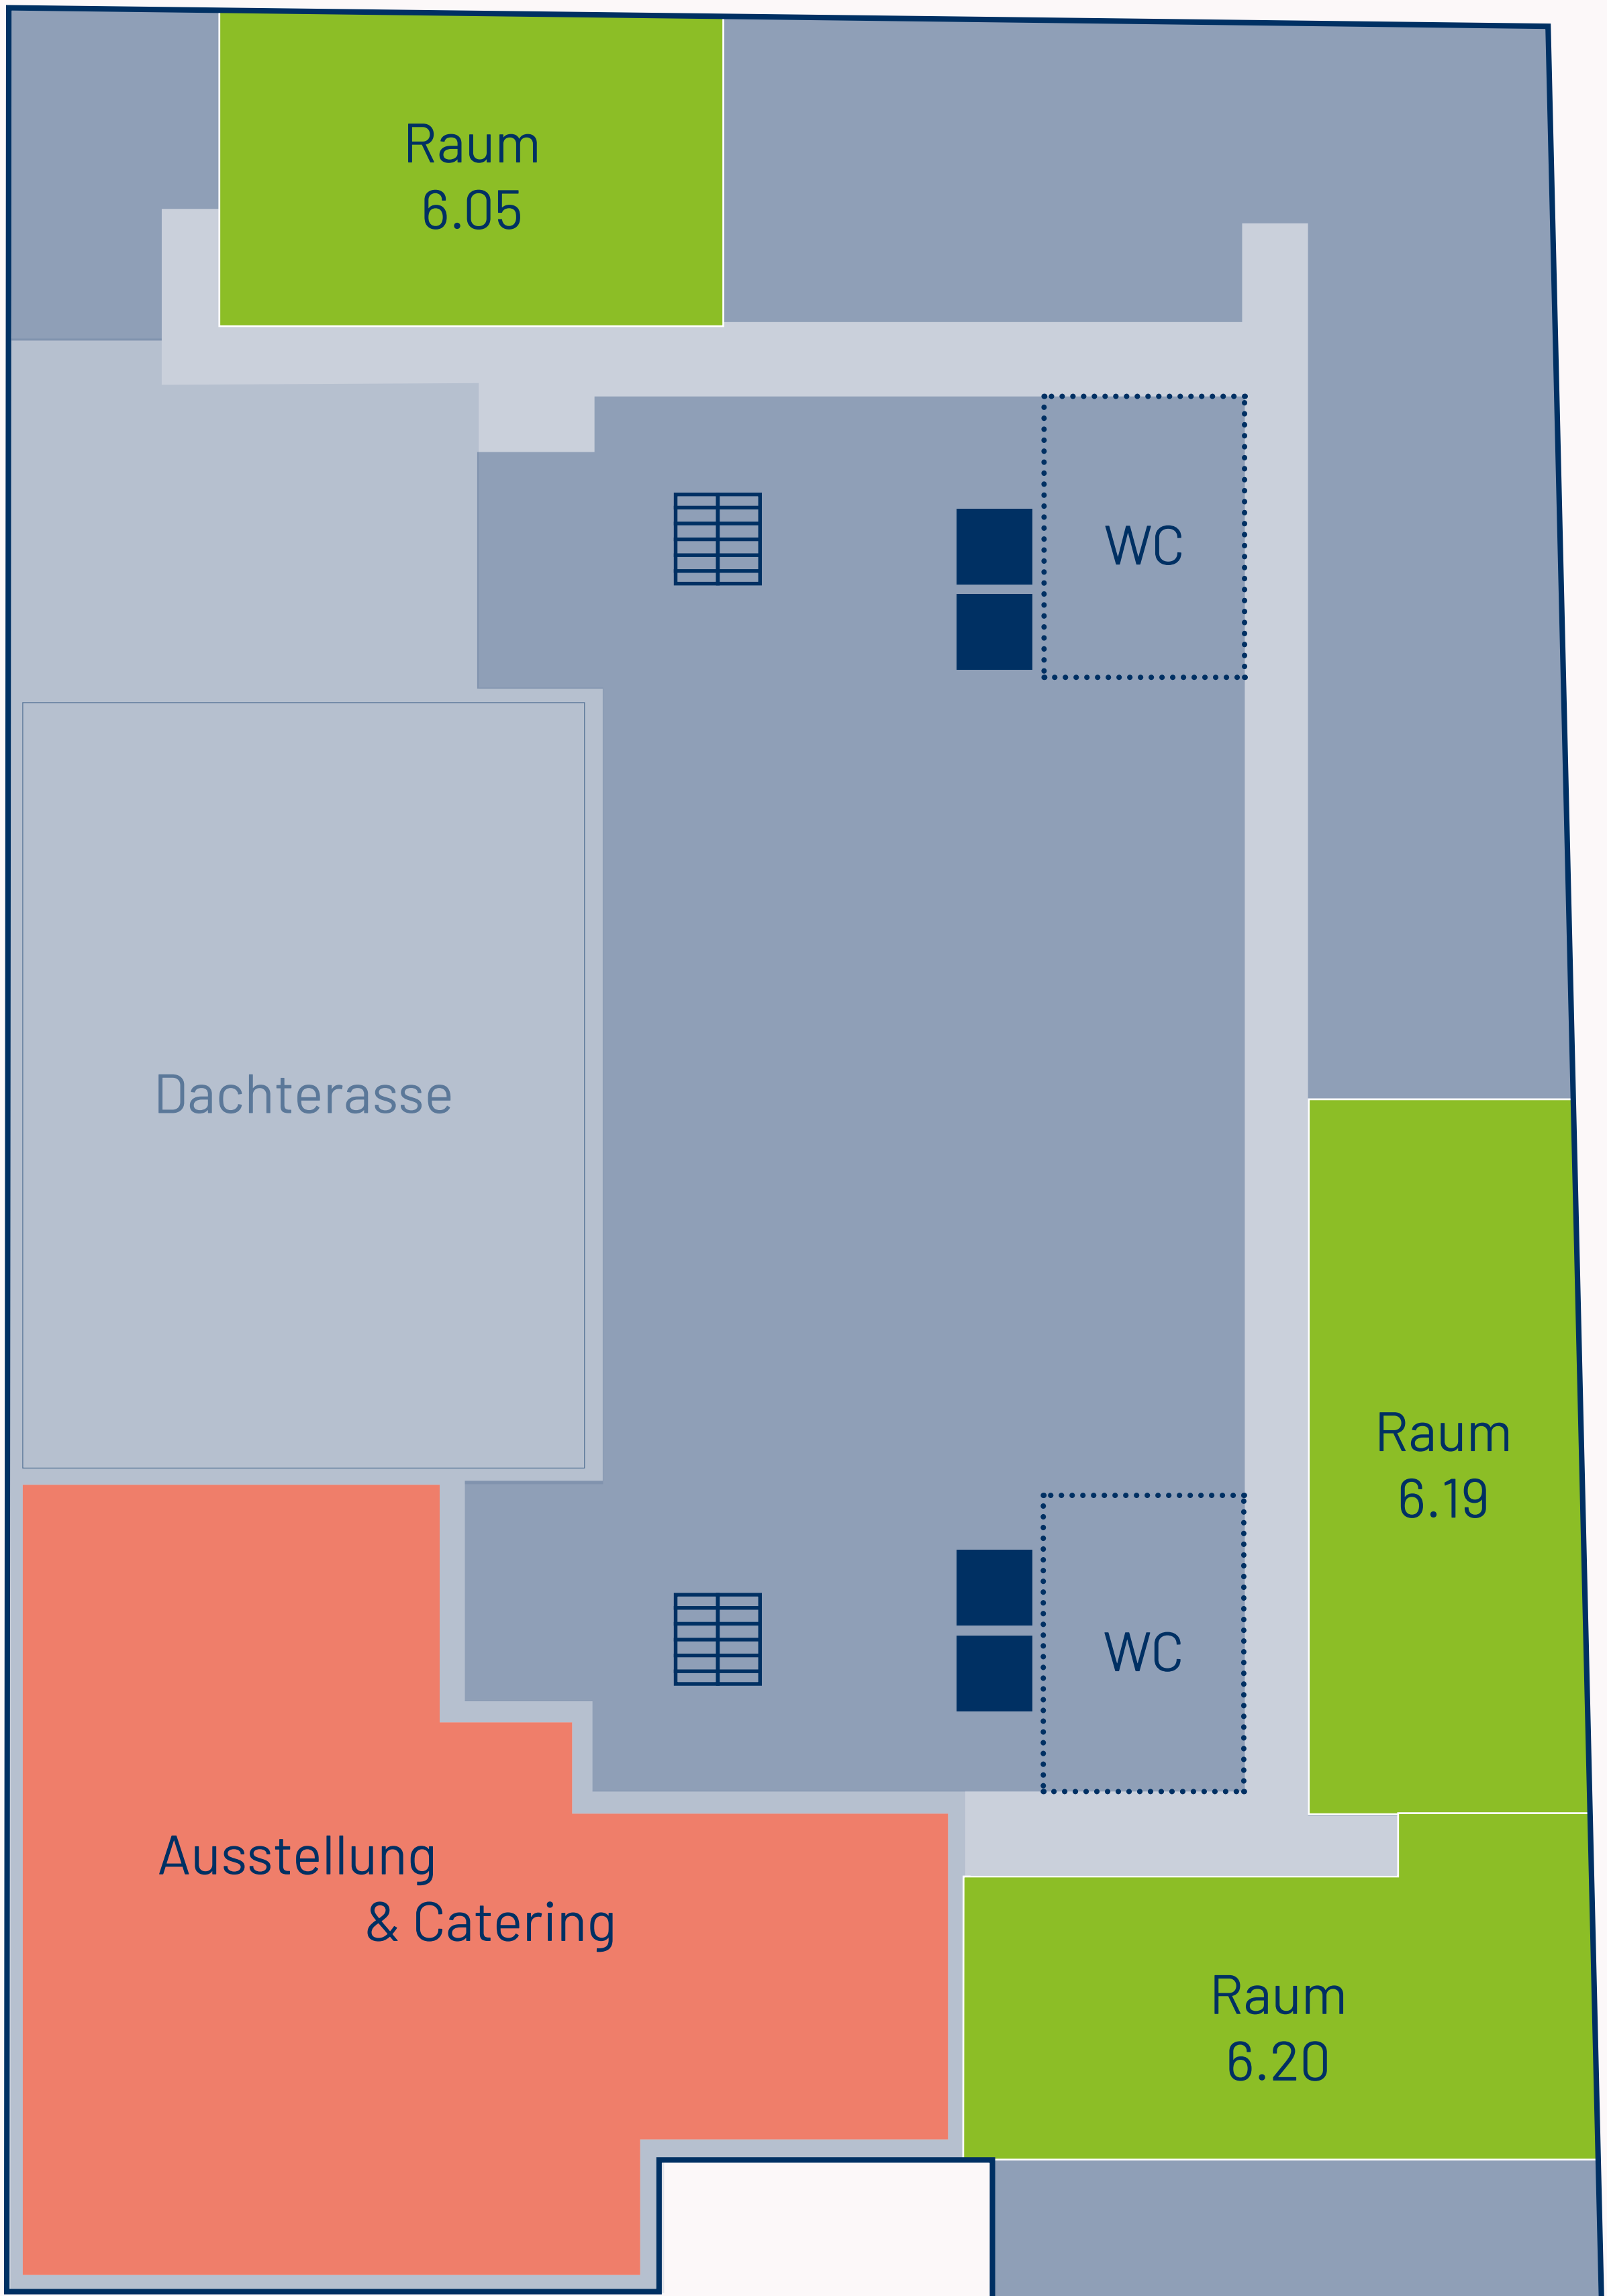 Raum
6.05
WC
Dachterasse
Raum
6.19
WC
Ausstellung
& Catering
Raum
6.20